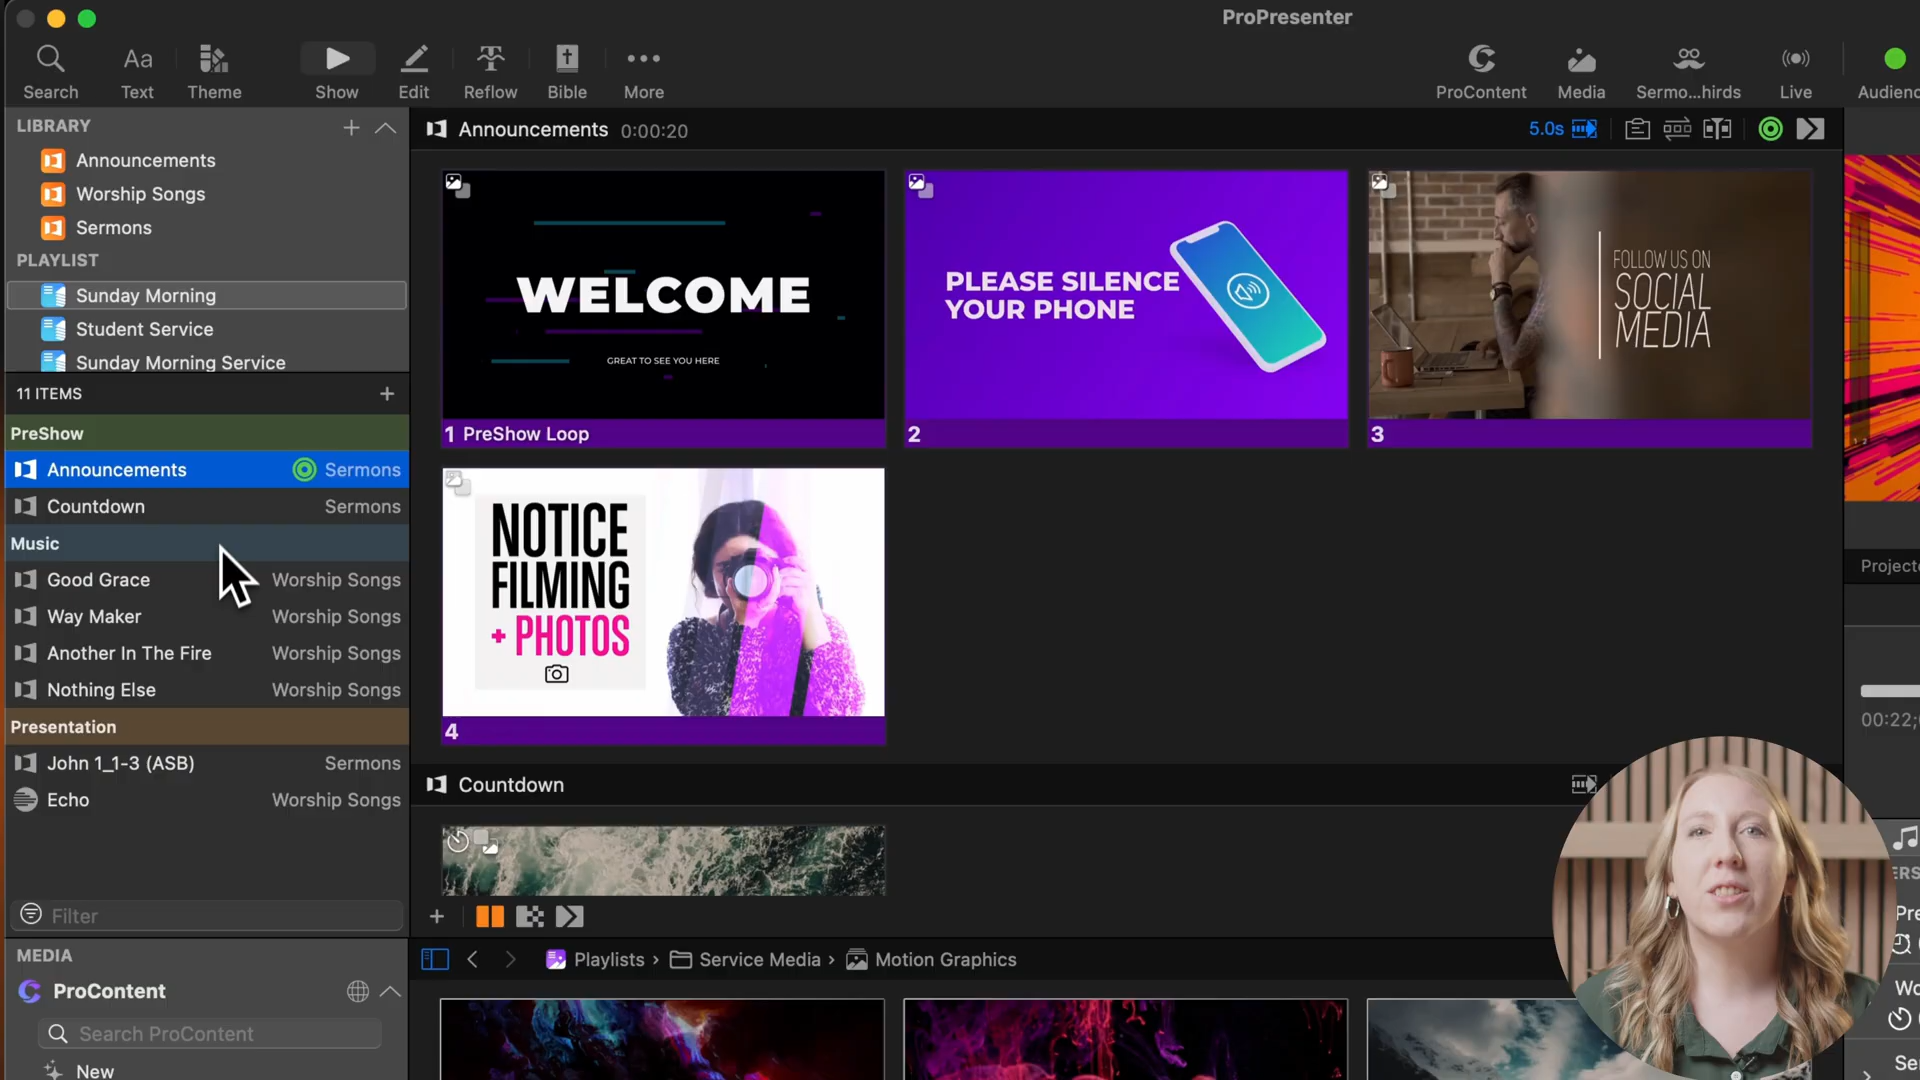 ProPresenter
Search
Aa
Text
Theme
Show
Edit
Reflow
Bible
More
ProContent
Media
Sermo...hirds
Live
Audienc
LIBRARY
Announcements
Worship Songs
Sermons
PLAYLIST
Sunday Morning
Student Service
Sunday Morning Service
11 ITEMS
PreShow
Announcements Sermons
Countdown Sermons
Music
Good Grace Worship Songs
Way Maker Worship Songs
Another In The Fire Worship Songs
Nothing Else Worship Songs
Presentation
John 1_1-3 (ASB) Sermons
Echo Worship Songs
Filter
MEDIA
ProContent
Search ProContent
New
Announcements 0:00:20
5.0s
WELCOME
GREAT TO SEE YOU HERE
1 PreShow Loop
PLEASE SILENCE
YOUR PHONE
2
FOLLOW US ON
SOCIAL
MEDIA
3
NOTICE
FILMING
+ PHOTOS
4
Countdown
Playlists › Service Media › Motion Graphics
Projecto
00:22;
ERS
Pre
Wo
Se